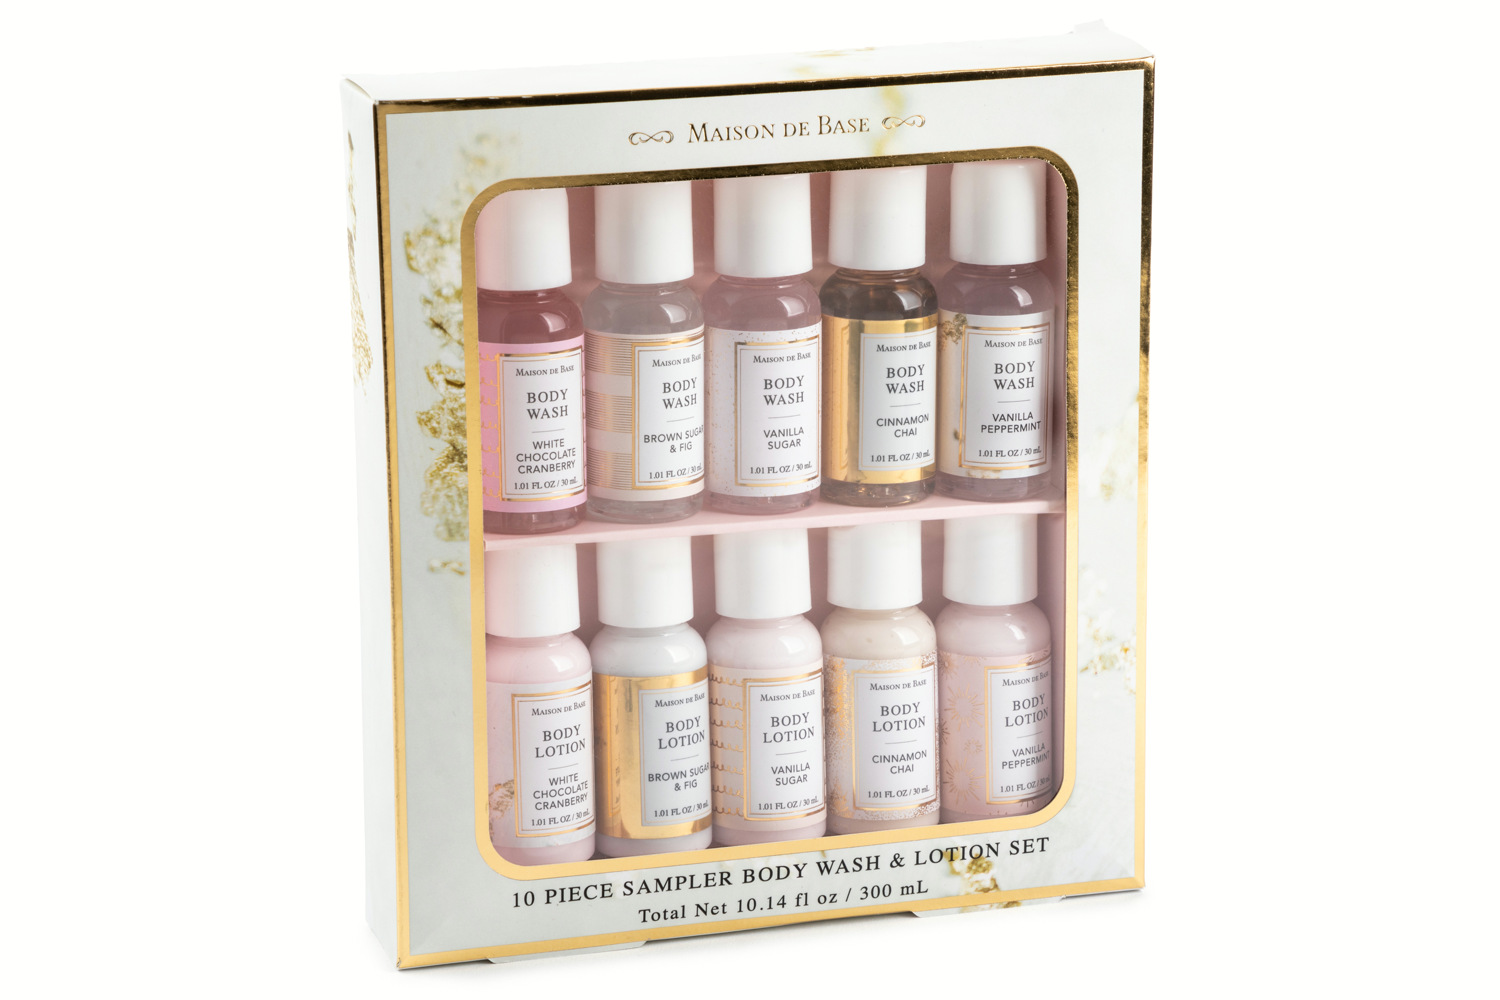 MAISON DE BASE
MAISON DE BASE
BODY
WASH
WHITE
CHOCOLATE
CRANBERRY
1.01 FL OZ / 30 mL
MAISON DE BASE
BODY
WASH
BROWN SUGAR
& FIG
1.01 FL OZ / 30 mL
MAISON DE BASE
BODY
WASH
VANILLA
SUGAR
1.01 FL OZ / 30 mL
MAISON DE BASE
BODY
WASH
CINNAMON
CHAI
1.01 FL OZ / 30 mL
MAISON DE BASE
BODY
WASH
VANILLA
PEPPERMINT
1.01 FL OZ / 30 mL
MAISON DE BASE
BODY
LOTION
WHITE
CHOCOLATE
CRANBERRY
1.01 FL OZ / 30 mL
MAISON DE BASE
BODY
LOTION
BROWN SUGAR
& FIG
1.01 FL OZ / 30 mL
MAISON DE BASE
BODY
LOTION
VANILLA
SUGAR
1.01 FL OZ / 30 mL
MAISON DE BASE
BODY
LOTION
CINNAMON
CHAI
1.01 FL OZ / 30 mL
MAISON DE BASE
BODY
LOTION
VANILLA
PEPPERMINT
1.01 FL OZ / 30 mL
10 PIECE SAMPLER BODY WASH & LOTION SET
Total Net 10.14 fl oz / 300 mL